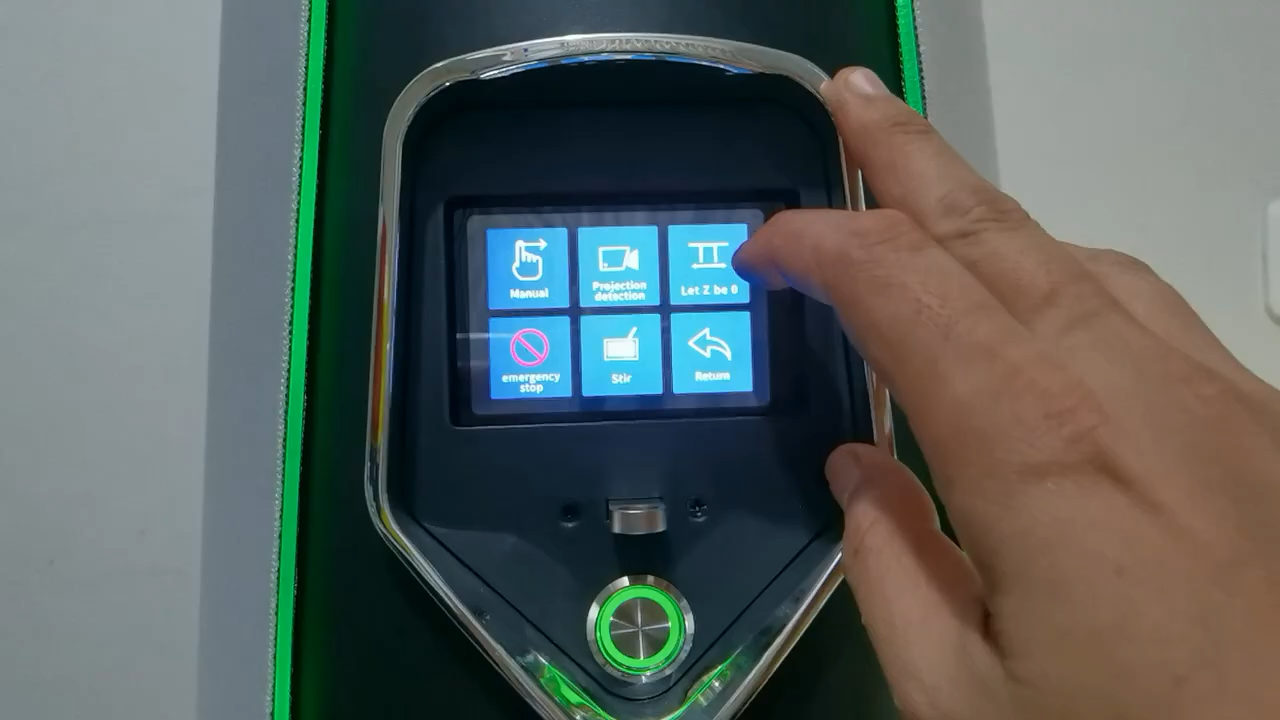 Manual
Projection
detection
Let Z be 0
emergency
stop
Stir
Return